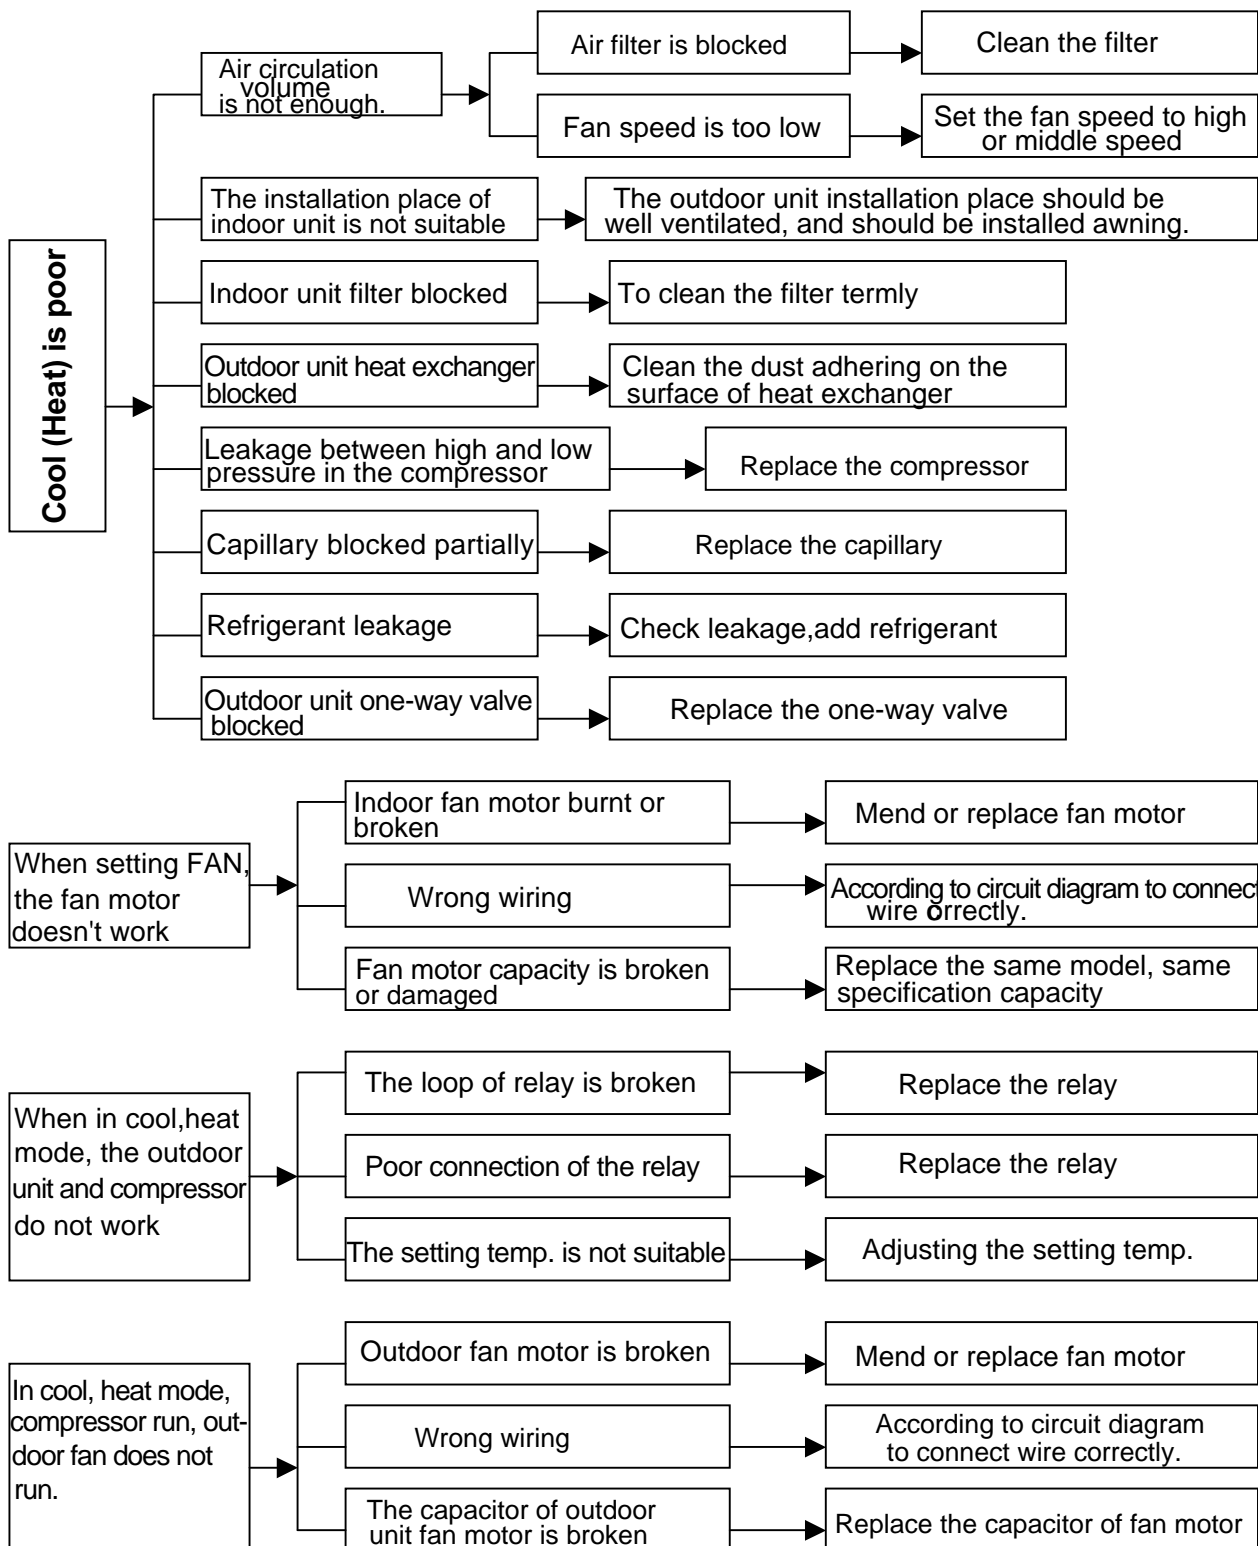 Cool (Heat) is poor
Air circulation
volume
is not enough.
Air filter is blocked
Clean the filter
Fan speed is too low
Set the fan speed to high
or middle speed
The installation place of
indoor unit is not suitable
The outdoor unit installation place should be
well ventilated, and should be installed awning.
Indoor unit filter blocked
To clean the filter termly
Outdoor unit heat exchanger
blocked
Clean the dust adhering on the
surface of heat exchanger
Leakage between high and low
pressure in the compressor
Replace the compressor
Capillary blocked partially
Replace the capillary
Refrigerant leakage
Check leakage,add refrigerant
Outdoor unit one-way valve
blocked
Replace the one-way valve
When setting FAN,
the fan motor
doesn't work
Indoor fan motor burnt or
broken
Mend or replace fan motor
Wrong wiring
According to circuit diagram to connect
wire orrectly.
Fan motor capacity is broken
or damaged
Replace the same model, same
specification capacity
When in cool,heat
mode, the outdoor
unit and compressor
do not work
The loop of relay is broken
Replace the relay
Poor connection of the relay
Replace the relay
The setting temp. is not suitable
Adjusting the setting temp.
In cool, heat mode,
compressor run, out-
door fan does not
run.
Outdoor fan motor is broken
Mend or replace fan motor
Wrong wiring
According to circuit diagram
to connect wire correctly.
The capacitor of outdoor
unit fan motor is broken
Replace the capacitor of fan motor